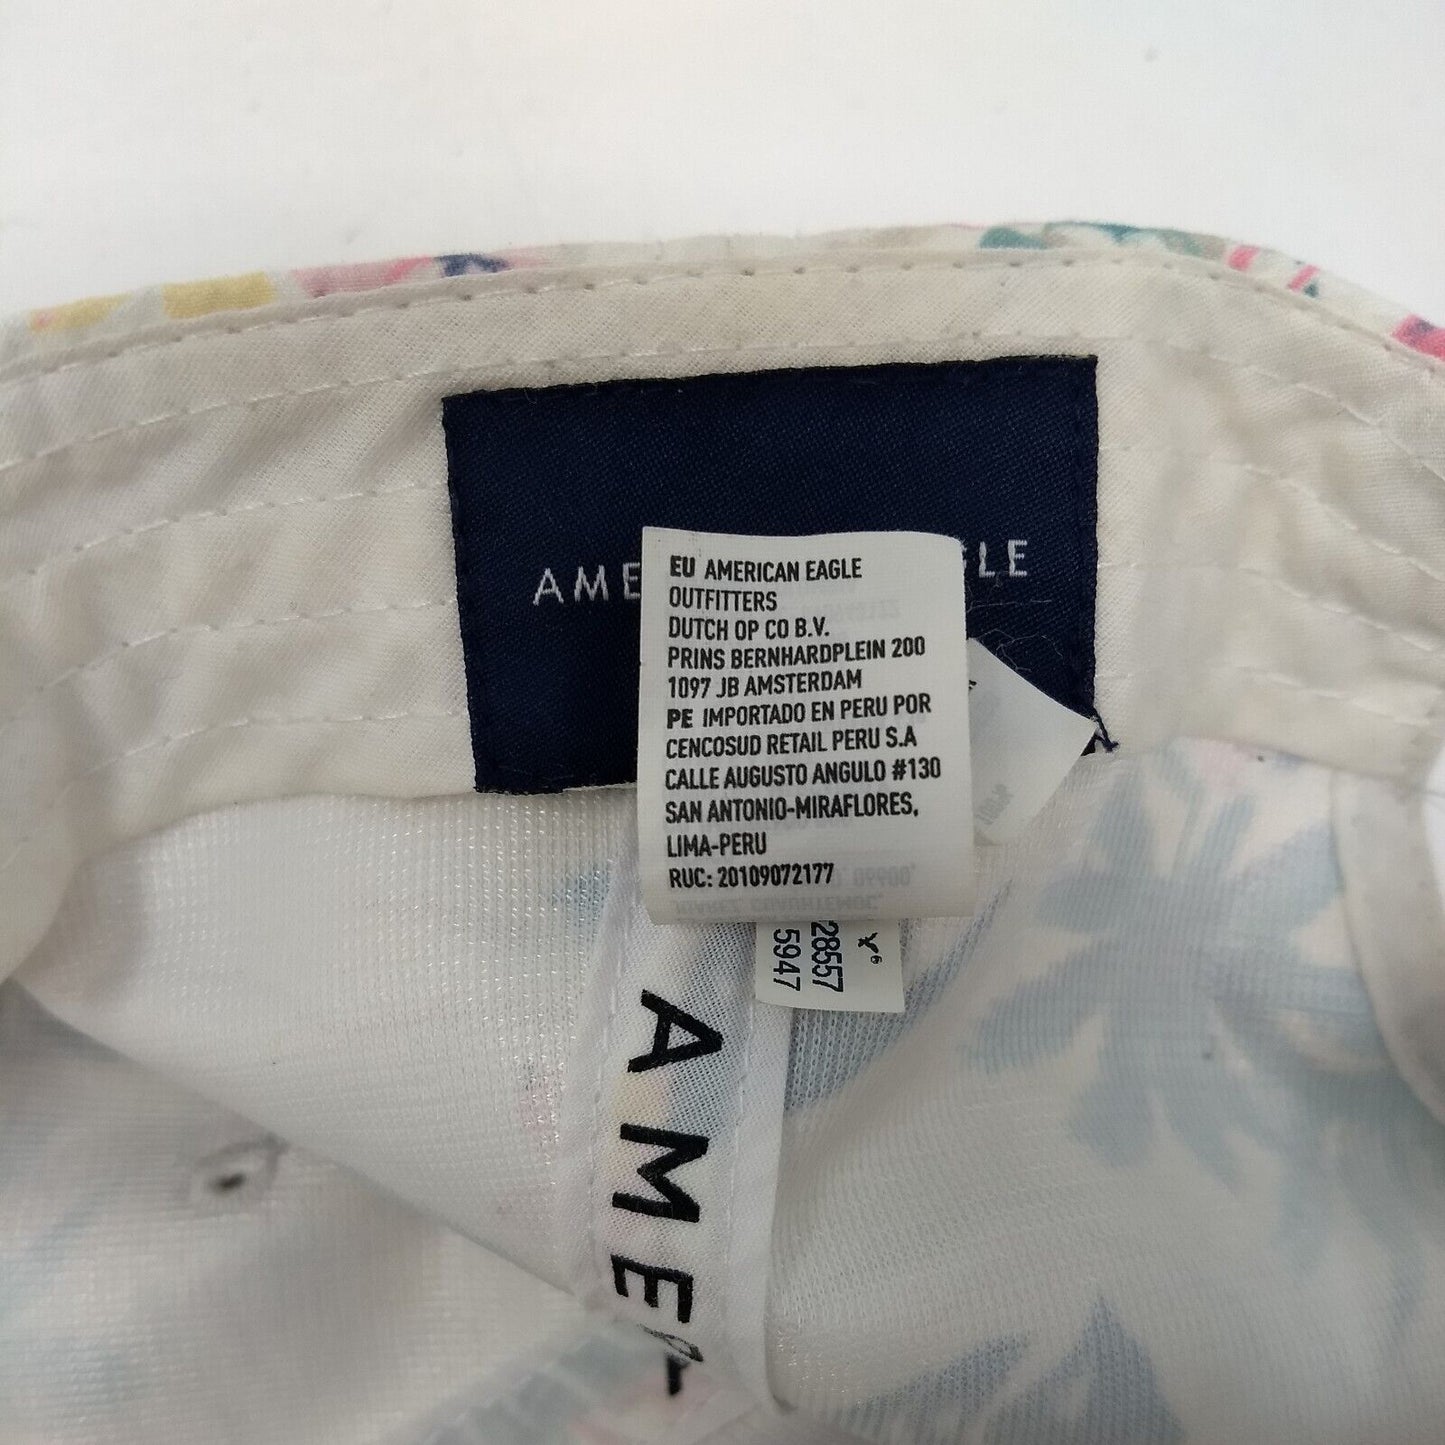 AME GLE
EU AMERICAN EAGLE
OUTFITTERS
DUTCH OP CO B.V.
PRINS BERNHARDPLEIN 200
1097 JB AMSTERDAM
PE IMPORTADO EN PERU POR
CENCOSUD RETAIL PERU S.A
CALLE AUGUSTO ANGULO #130
SAN ANTONIO-MIRAFLORES,
LIMA-PERU
RUC: 20109072177
28557
5947
AME